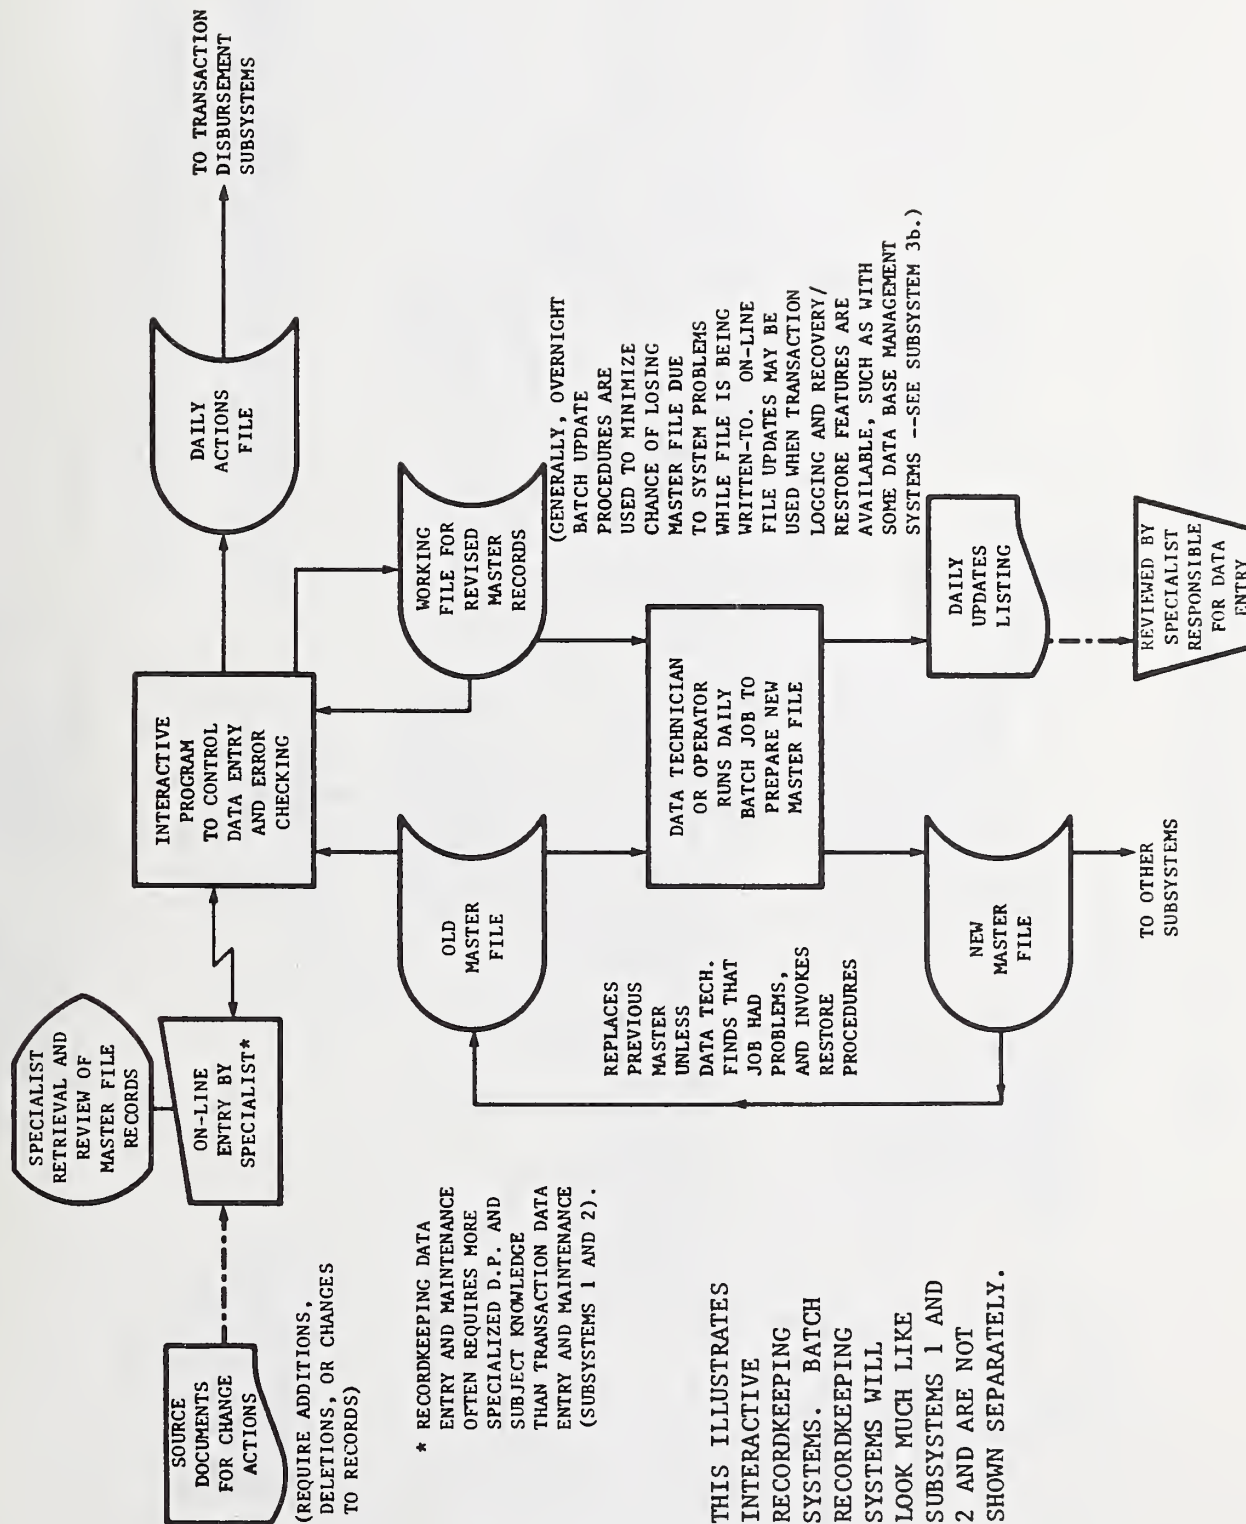 SOURCE
DOCUMENTS
FOR CHANGE
ACTIONS
(REQUIRE ADDITIONS,
DELETIONS, OR CHANGES
TO RECORDS)
SPECIALIST
RETRIEVAL AND
REVIEW OF
MASTER FILE
RECORDS
ON-LINE
ENTRY BY
SPECIALIST*
INTERACTIVE
PROGRAM
TO CONTROL
DATA ENTRY
AND ERROR
CHECKING
DAILY
ACTIONS
FILE
TO TRANSACTION
DISBURSEMENT
SUBSYSTEMS
* RECORDKEEPING DATA
ENTRY AND MAINTENANCE
OFTEN REQUIRES MORE
SPECIALIZED D.P. AND
SUBJECT KNOWLEDGE
THAN TRANSACTION DATA
ENTRY AND MAINTENANCE
(SUBSYSTEMS 1 AND 2).
OLD
MASTER
FILE
WORKING
FILE FOR
REVISED
MASTER
RECORDS
(GENERALLY, OVERNIGHT
BATCH UPDATE
PROCEDURES ARE
USED TO MINIMIZE
CHANCE OF LOSING
MASTER FILE DUE
TO SYSTEM PROBLEMS
WHILE FILE IS BEING
WRITTEN-TO. ON-LINE
FILE UPDATES MAY BE
USED WHEN TRANSACTION
LOGGING AND RECOVERY/
RESTORE FEATURES ARE
AVAILABLE, SUCH AS WITH
SOME DATA BASE MANAGEMENT
SYSTEMS --SEE SUBSYSTEM 3b.)
REPLACES
PREVIOUS
MASTER
UNLESS
DATA TECH.
FINDS THAT
JOB HAD
PROBLEMS,
AND INVOKES
RESTORE
PROCEDURES
DATA TECHNICIAN
OR OPERATOR
RUNS DAILY
BATCH JOB TO
PREPARE NEW
MASTER FILE
THIS ILLUSTRATES
INTERACTIVE
RECORDKEEPING
SYSTEMS. BATCH
RECORDKEEPING
SYSTEMS WILL
LOOK MUCH LIKE
SUBSYSTEMS 1 AND
2 AND ARE NOT
SHOWN SEPARATELY.
NEW
MASTER
FILE
TO OTHER
SUBSYSTEMS
DAILY
UPDATES
LISTING
REVIEWED BY
SPECIALIST
RESPONSIBLE
FOR DATA
ENTRY